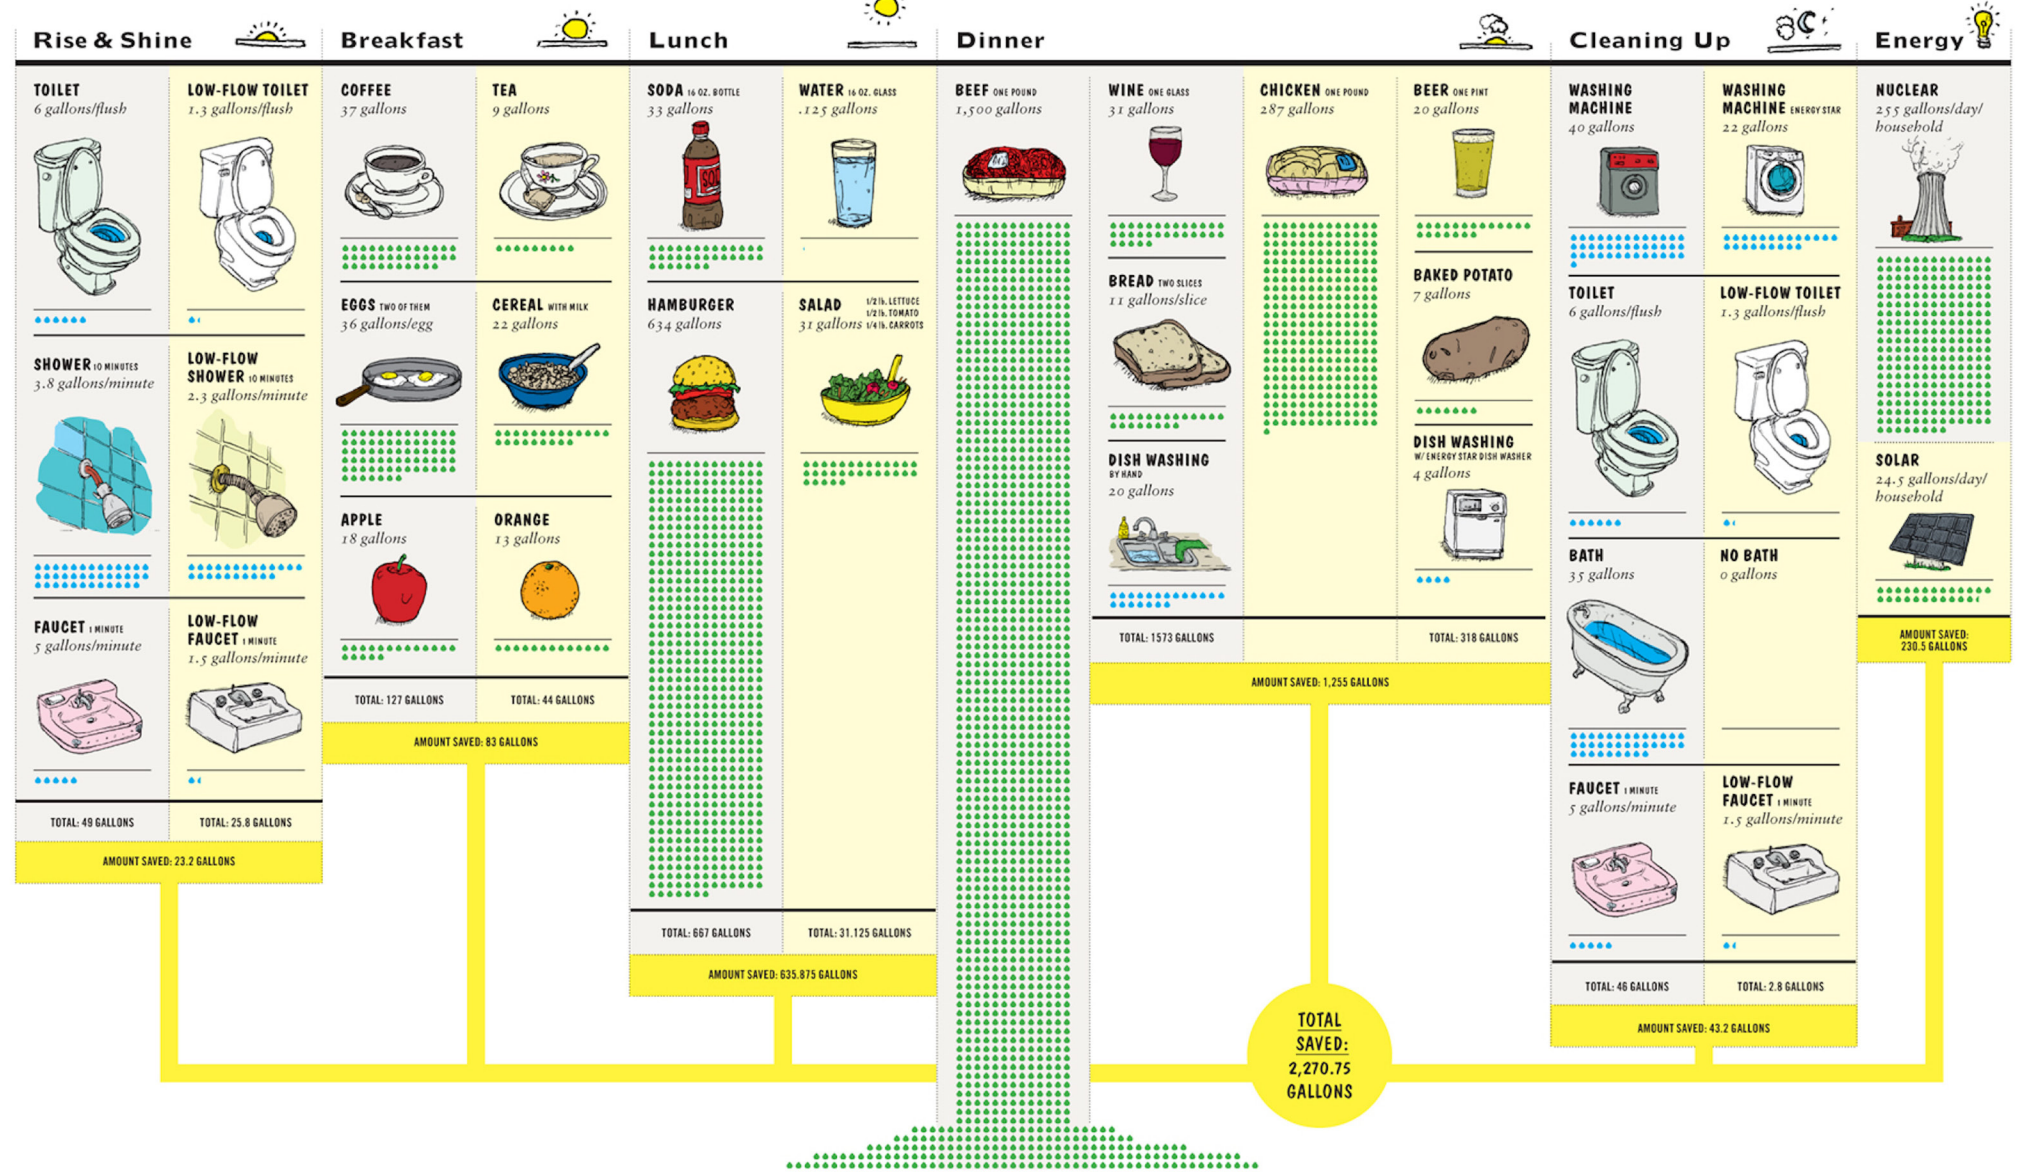 Rise & Shine
TOILET
6 gallons/flush
LOW-FLOW TOILET
1.3 gallons/flush
SHOWER 10 MINUTES
3.8 gallons/minute
LOW-FLOW
SHOWER 10 MINUTES
2.3 gallons/minute
FAUCET 1 MINUTE
5 gallons/minute
LOW-FLOW
FAUCET 1 MINUTE
1.5 gallons/minute
TOTAL: 49 GALLONS
TOTAL: 25.8 GALLONS
AMOUNT SAVED: 23.2 GALLONS
Breakfast
COFFEE
37 gallons
TEA
9 gallons
EGGS TWO OF THEM
36 gallons/egg
CEREAL WITH MILK
22 gallons
APPLE
18 gallons
ORANGE
13 gallons
TOTAL: 127 GALLONS
TOTAL: 44 GALLONS
AMOUNT SAVED: 83 GALLONS
Lunch
SODA 16 OZ. BOTTLE
33 gallons
SODA
WATER 16 OZ. GLASS
.125 gallons
HAMBURGER
634 gallons
SALAD
31 gallons
1/2 lb. LETTUCE
1/2 lb. TOMATO
1/4 lb. CARROTS
TOTAL: 667 GALLONS
TOTAL: 31.125 GALLONS
AMOUNT SAVED: 635.875 GALLONS
Dinner
BEEF ONE POUND
1,500 gallons
WINE ONE GLASS
31 gallons
CHICKEN ONE POUND
287 gallons
BEER ONE PINT
20 gallons
BREAD TWO SLICES
11 gallons/slice
BAKED POTATO
7 gallons
DISH WASHING
BY HAND
20 gallons
DISH WASHING
W/ ENERGY STAR DISH WASHER
4 gallons
TOTAL: 1573 GALLONS
TOTAL: 318 GALLONS
AMOUNT SAVED: 1,255 GALLONS
Cleaning Up
WASHING
MACHINE
40 gallons
WASHING
MACHINE ENERGY STAR
22 gallons
TOILET
6 gallons/flush
LOW-FLOW TOILET
1.3 gallons/flush
BATH
35 gallons
NO BATH
0 gallons
FAUCET 1 MINUTE
5 gallons/minute
LOW-FLOW
FAUCET 1 MINUTE
1.5 gallons/minute
TOTAL: 46 GALLONS
TOTAL: 2.8 GALLONS
AMOUNT SAVED: 43.2 GALLONS
Energy
NUCLEAR
255 gallons/day/
household
SOLAR
24.5 gallons/day/
household
AMOUNT SAVED:
230.5 GALLONS
TOTAL
SAVED:
2,270.75
GALLONS